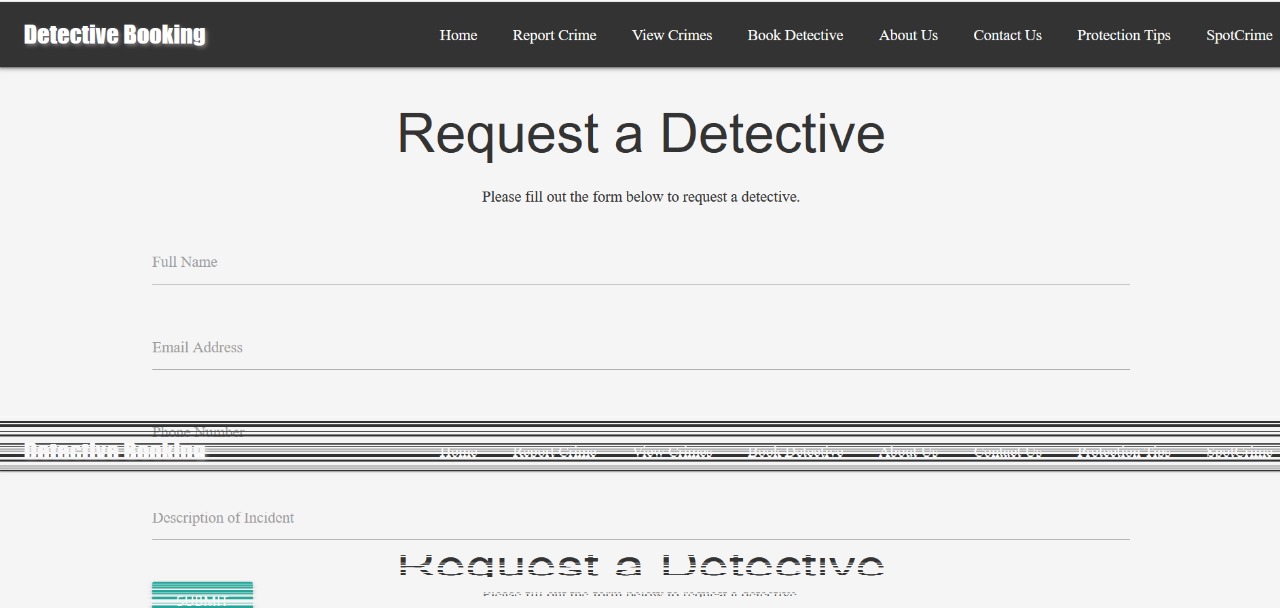 Detective Booking Home Report Crime View Crimes Book Detective About Us Contact Us Protection Tips SpotCrime
Request a Detective
Please fill out the form below to request a detective.
Full Name
Email Address
Phone Number
Detective Booking Home Report Crime View Crimes Book Detective About Us Contact Us Protection Tips SpotCrime
Description of Incident
Request a Detective
Please fill out the form below to request a detective.
SUBMIT